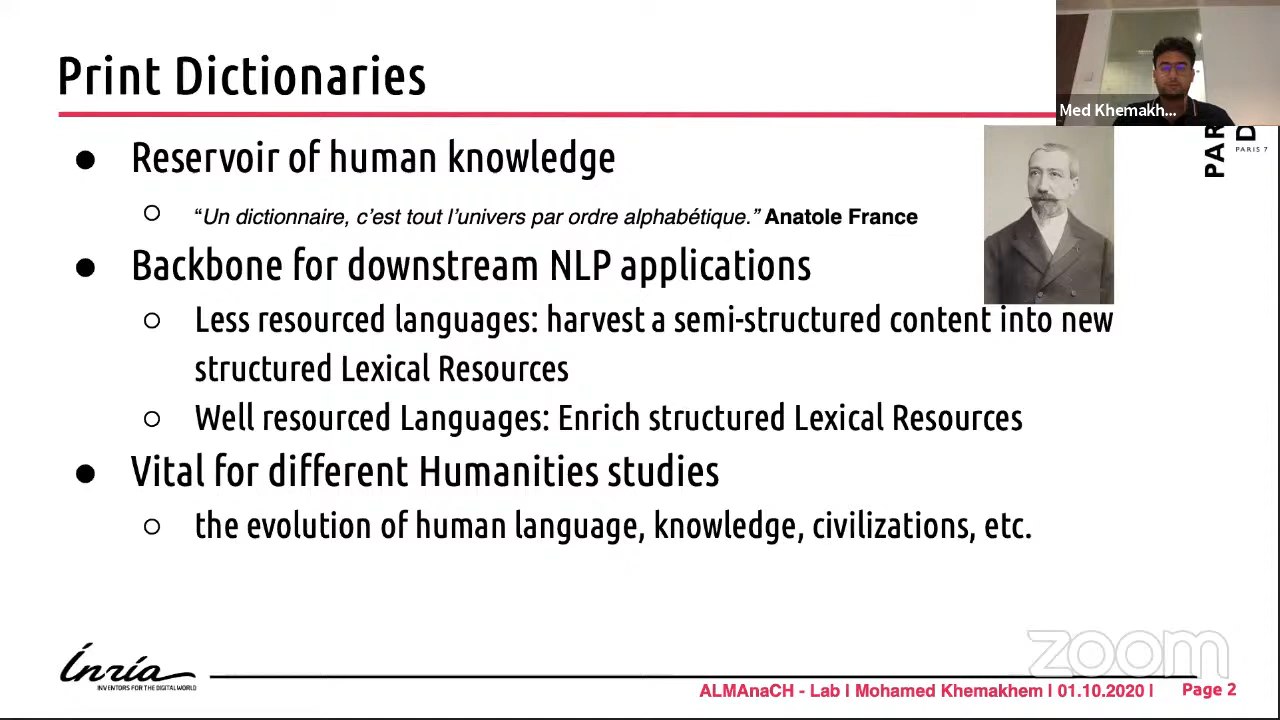 Print Dictionaries
Med Khemakh...
PAR
D
PARIS 7
● Reservoir of human knowledge
○ “Un dictionnaire, c’est tout l’univers par ordre alphabétique.” Anatole France
● Backbone for downstream NLP applications
○ Less resourced languages: harvest a semi-structured content into new
structured Lexical Resources
○ Well resourced Languages: Enrich structured Lexical Resources
● Vital for different Humanities studies
○ the evolution of human language, knowledge, civilizations, etc.
Inria
INVENTORS FOR THE DIGITAL WORLD
zoom
ALMAnaCH - Lab I Mohamed Khemakhem I 01.10.2020 I Page 2